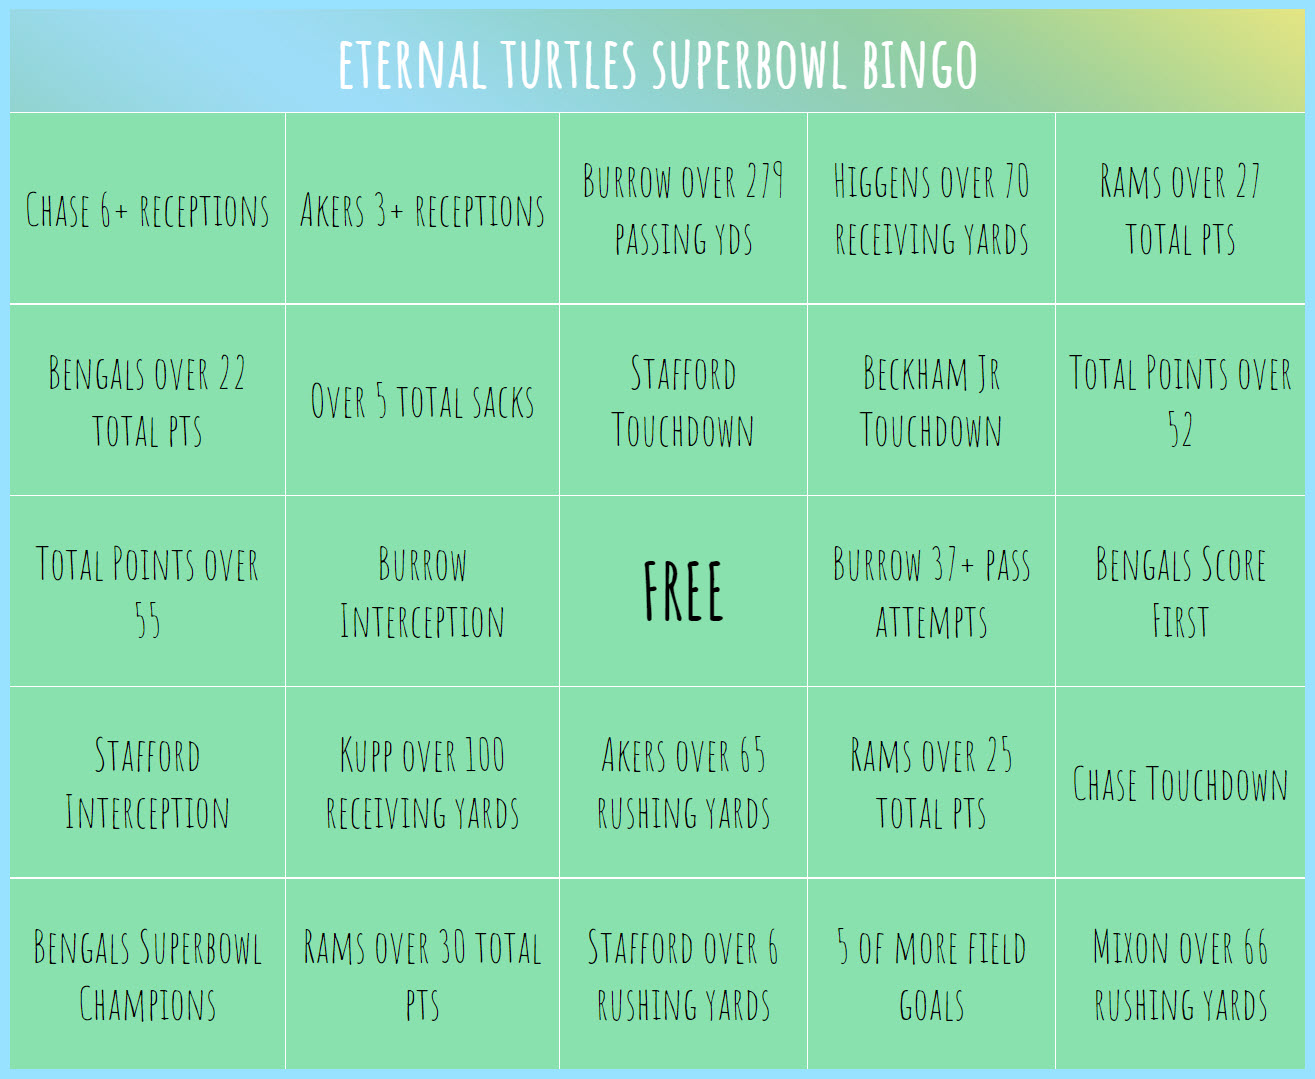 Eternal Turtles Superbowl Bingo
Chase 6+ receptions
Akers 3+ receptions
Burrow over 279
passing yds
Higgens over 70
receiving yards
Rams over 27
total pts
Bengals over 22
total pts
Over 5 total sacks
Stafford
Touchdown
Beckham Jr
Touchdown
Total Points over
52
Total Points over
55
Burrow
Interception
FREE
Burrow 37+ pass
attempts
Bengals Score
First
Stafford
Interception
Kupp over 100
receiving yards
Akers over 65
rushing yards
Rams over 25
total pts
Chase Touchdown
Bengals Superbowl
Champions
Rams over 30 total
pts
Stafford over 6
rushing yards
5 of more field
goals
Mixon over 66
rushing yards